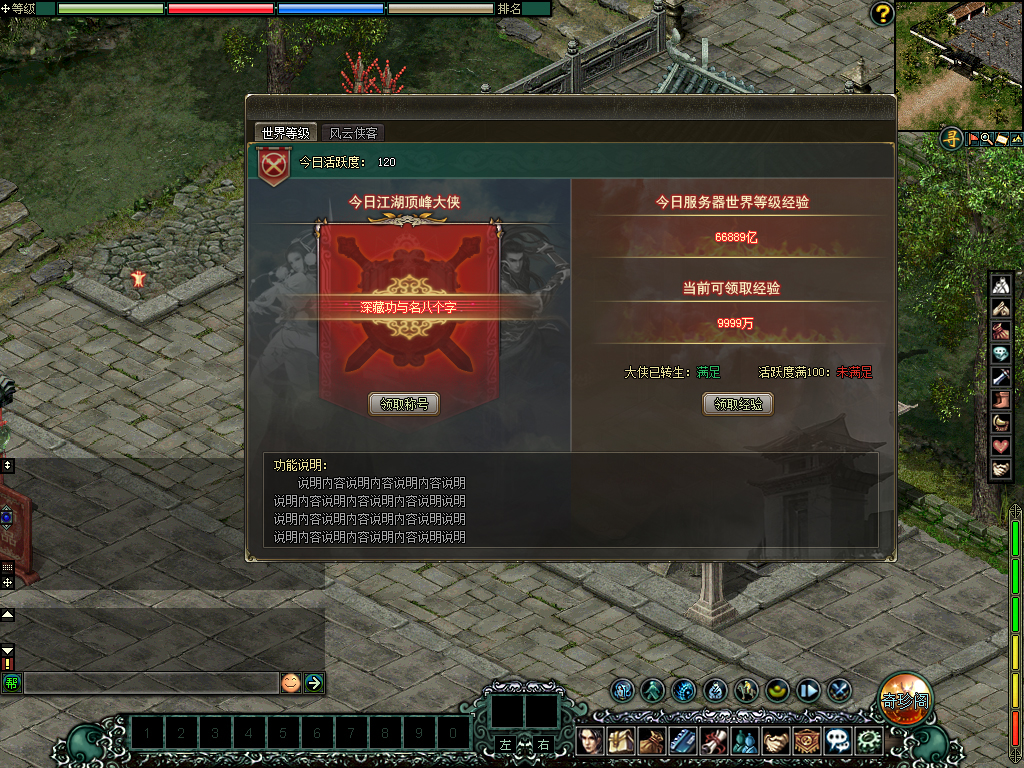 等级
排名
?
寻
世界等级 风云侠客
今日活跃度： 120
今日江湖顶峰大侠
深藏功与名八个字
领取称号
今日服务器世界等级经验
66889亿
当前可领取经验
9999万
大侠已转生：满足 活跃度满100：未满足
领取经验
功能说明：
说明内容说明内容说明内容说明
说明内容说明内容说明内容说明说明
说明内容说明内容说明内容说明说明
说明内容说明内容说明内容说明说明
帮
奇珍阁
1 2 3 4 5 6 7 8 9 0
左 右